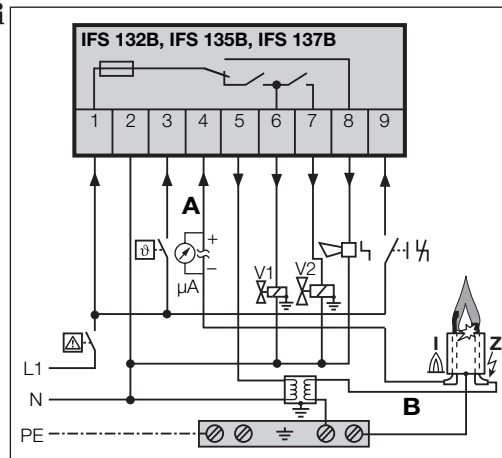 i
IFS 132B, IFS 135B, IFS 137B
1 2 3 4 5 6 7 8 9
A
ϑ
+
–
µA
V1
V2
I
Z
L1
B
N
PE